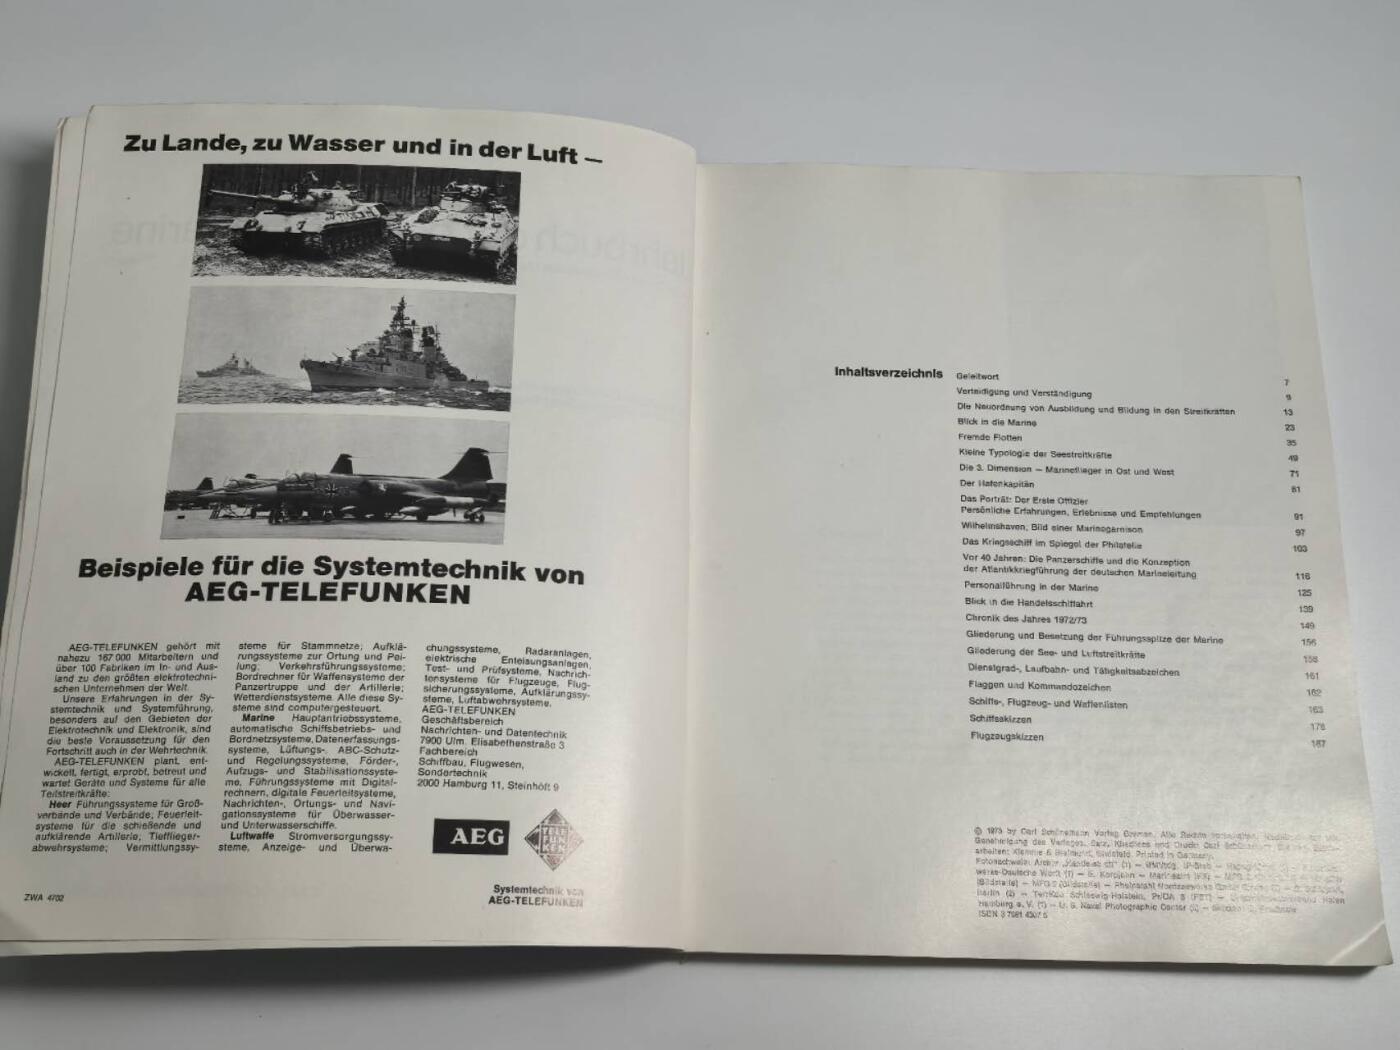 Zu Lande, zu Wasser und in der Luft —
Beispiele für die Systemtechnik von
AEG-TELEFUNKEN
AEG-TELEFUNKEN gehört mit
nahezu 167 000 Mitarbeitern und
über 100 Fabriken im In- und Aus-
land zu den größten elektrotechni-
schen Unternehmen der Welt.
Unsere Erfahrungen in der Sy-
stemtechnik und Systemführung,
besonders auf den Gebieten der
Elektrotechnik und Elektronik, sind
die beste Voraussetzung für den
Fortschritt auch in der Wehrtechnik.
AEG-TELEFUNKEN plant, ent-
wickelt, fertigt, erprobt, betreut und
wartet Geräte und Systeme für alle
Teilstreitkräfte:
Heer Führungssysteme für Groß-
verbände und Verbände; Feuerleit-
systeme für die schießende und
aufklärende Artillerie; Tiefflieger-
abwehrsysteme; Vermittlungssy-
steme für Stammnetze; Aufklä-
rungssysteme zur Ortung und Pei-
lung; Verkehrsführungssysteme;
Bordrechner für Waffensysteme der
Panzertruppe und der Artillerie;
Wetterdienstsysteme. Alle diese Sy-
steme sind computergesteuert.
Marine Hauptantriebssysteme,
automatische Schiffsbetriebs- und
Bordnetzsysteme, Datenerfassungs-
systeme, Lüftungs-, ABC-Schutz-
und Regelungssysteme, Förder-,
Aufzugs- und Stabilisationssyste-
me, Führungssysteme mit Digital-
rechnern, digitale Feuerleitsysteme,
Nachrichten-, Ortungs- und Navi-
gationssysteme für Überwasser-
und Unterwasserschiffe.
Luftwaffe Stromversorgungssy-
steme, Anzeige- und Überwa-
chungssysteme, Radaranlagen,
elektrische Enteisungsanlagen,
Test- und Prüfsysteme, Nachrich-
tensysteme für Flugzeuge, Flug-
sicherungssysteme, Aufklärungssy-
steme, Luftabwehrsysteme.
AEG-TELEFUNKEN
Geschäftsbereich
Nachrichten- und Datentechnik
7900 Ulm, Elisabethenstraße 3
Fachbereich
Schiffbau, Flugwesen,
Sondertechnik
2000 Hamburg 11, Steinhöft 9
AEG
TELE
FUN
KEN
Systemtechnik von
AEG-TELEFUNKEN
ZWA 4702
Inhaltsverzeichnis
Geleitwort 7
Verteidigung und Verständigung 9
Die Neuordnung von Ausbildung und Bildung in den Streitkräften 13
Blick in die Marine 23
Fremde Flotten 35
Kleine Typologie der Seestreitkräfte 49
Die 3. Dimension — Marineflieger in Ost und West 71
Der Hafenkapitän 81
Das Porträt: Der Erste Offizier
Persönliche Erfahrungen, Erlebnisse und Empfehlungen 91
Wilhelmshaven, Bild einer Marinegarnison 97
Das Kriegsschiff im Spiegel der Philatelie 103
Vor 40 Jahren: Die Panzerschiffe und die Konzeption
der Atlantikkriegführung der deutschen Marineleitung 116
Personalführung in der Marine 125
Blick in die Handelsschiffahrt 139
Chronik des Jahres 1972/73 149
Gliederung und Besetzung der Führungsspitze der Marine 156
Gliederung der See- und Luftstreitkräfte 158
Dienstgrad-, Laufbahn- und Tätigkeitsabzeichen 161
Flaggen und Kommandozeichen 162
Schiffs-, Flugzeug- und Waffenlisten 163
Schiffsskizzen 178
Flugzeugskizzen 187
© 1973 by Carl Schünemann Verlag Bremen. Alle Rechte
Genehmigung des Verlages. Satz, Klischees und Druck: Carl Schünemann
Printed in Germany.